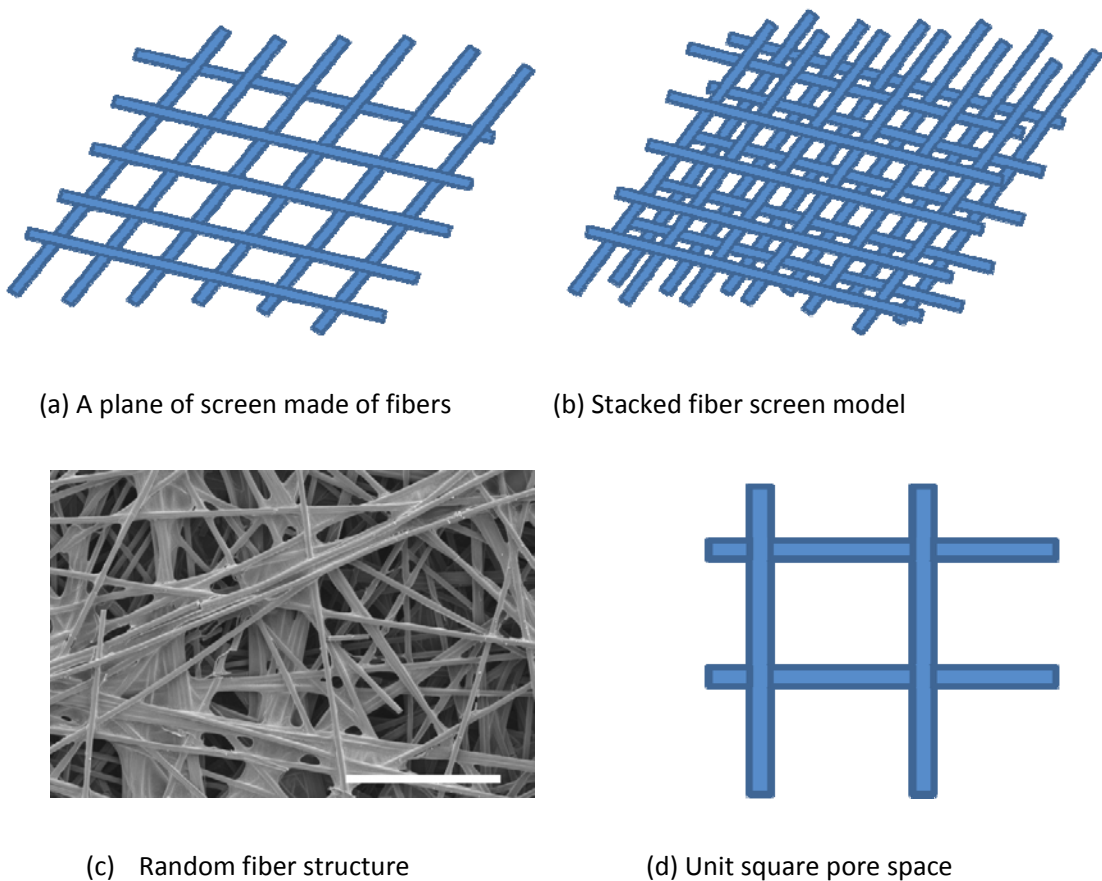 (a) A plane of screen made of fibers
(b) Stacked fiber screen model
(c) Random fiber structure
(d) Unit square pore space